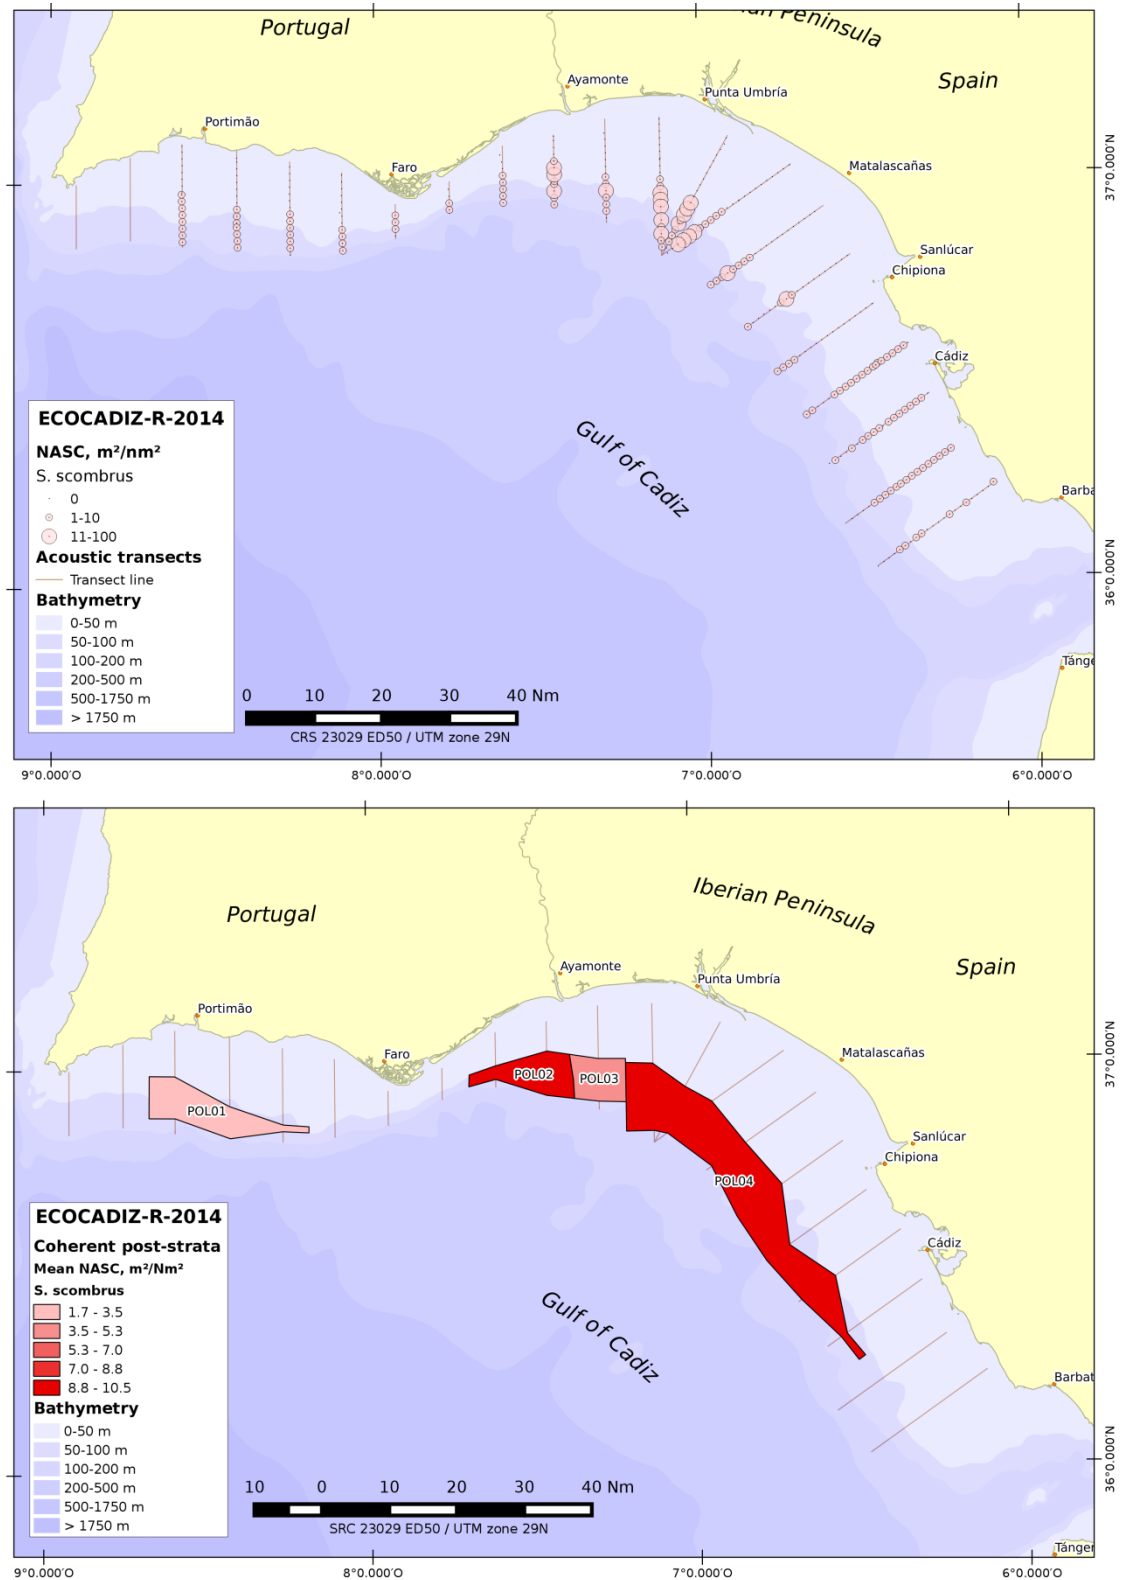 Portugal
ian Peninsula
Spain
Ayamonte
Punta Umbría
Portimão
Faro
Matalascañas
Sanlúcar
Chipiona
Cádiz
Barba
Tánge
Gulf of Cadiz
37°0.000'N
36°0.000'N
ECOCADIZ-R-2014
NASC, m²/nm²
S. scombrus
0
1-10
11-100
Acoustic transects
Transect line
Bathymetry
0-50 m
50-100 m
100-200 m
200-500 m
500-1750 m
> 1750 m
0 10 20 30 40 Nm
CRS 23029 ED50 / UTM zone 29N
9°0.000'O 8°0.000'O 7°0.000'O 6°0.000'O
Portugal
Iberian Peninsula
Spain
Ayamonte
Punta Umbría
Portimão
Faro
Matalascañas
POL01
POL02
POL03
POL04
Sanlúcar
Chipiona
Cádiz
Barbat
Tánger
Gulf of Cadiz
37°0.000'N
36°0.000'N
ECOCADIZ-R-2014
Coherent post-strata
Mean NASC, m²/Nm²
S. scombrus
1.7 - 3.5
3.5 - 5.3
5.3 - 7.0
7.0 - 8.8
8.8 - 10.5
Bathymetry
0-50 m
50-100 m
100-200 m
200-500 m
500-1750 m
> 1750 m
10 0 10 20 30 40 Nm
SRC 23029 ED50 / UTM zone 29N
9°0.000'O 8°0.000'O 7°0.000'O 6°0.000'O